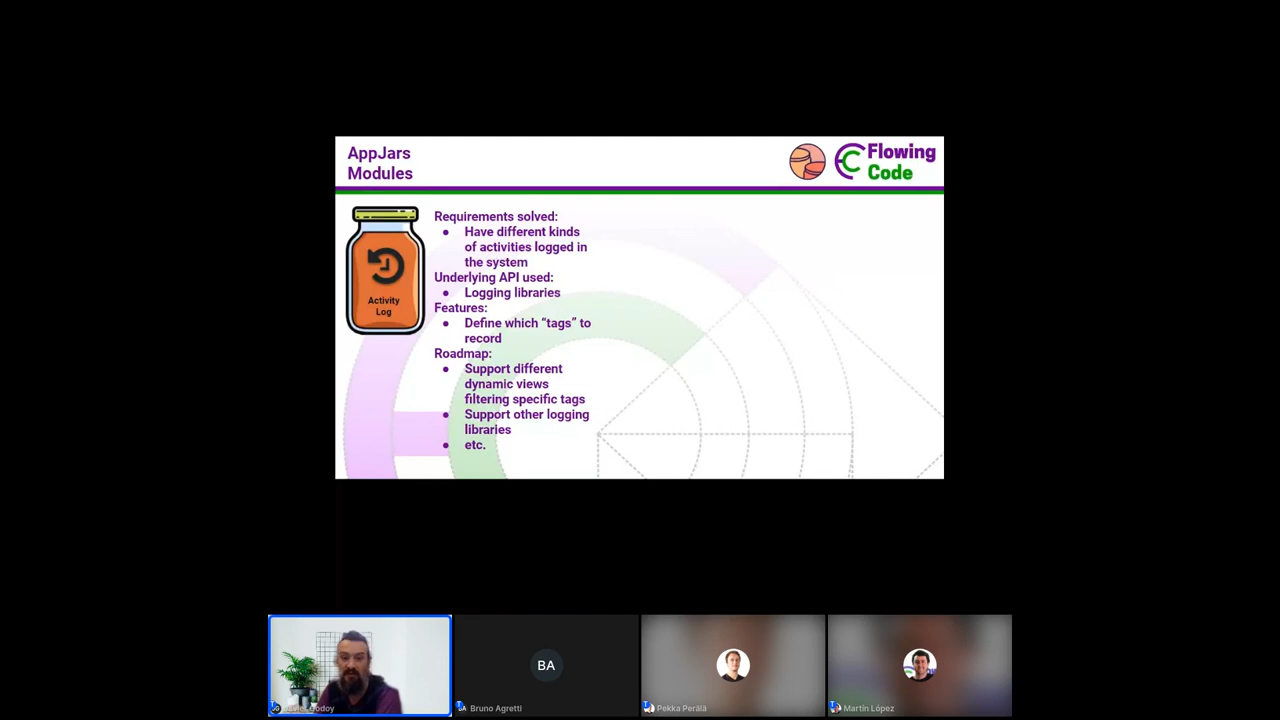 AppJars
Modules
Flowing
Code
Activity
Log
Requirements solved:
● Have different kinds
of activities logged in
the system
Underlying API used:
● Logging libraries
Features:
● Define which “tags” to
record
Roadmap:
● Support different
dynamic views
filtering specific tags
● Support other logging
libraries
● etc.
BA
Godoy
Bruno Agretti
Pekka Perälä
Martín López